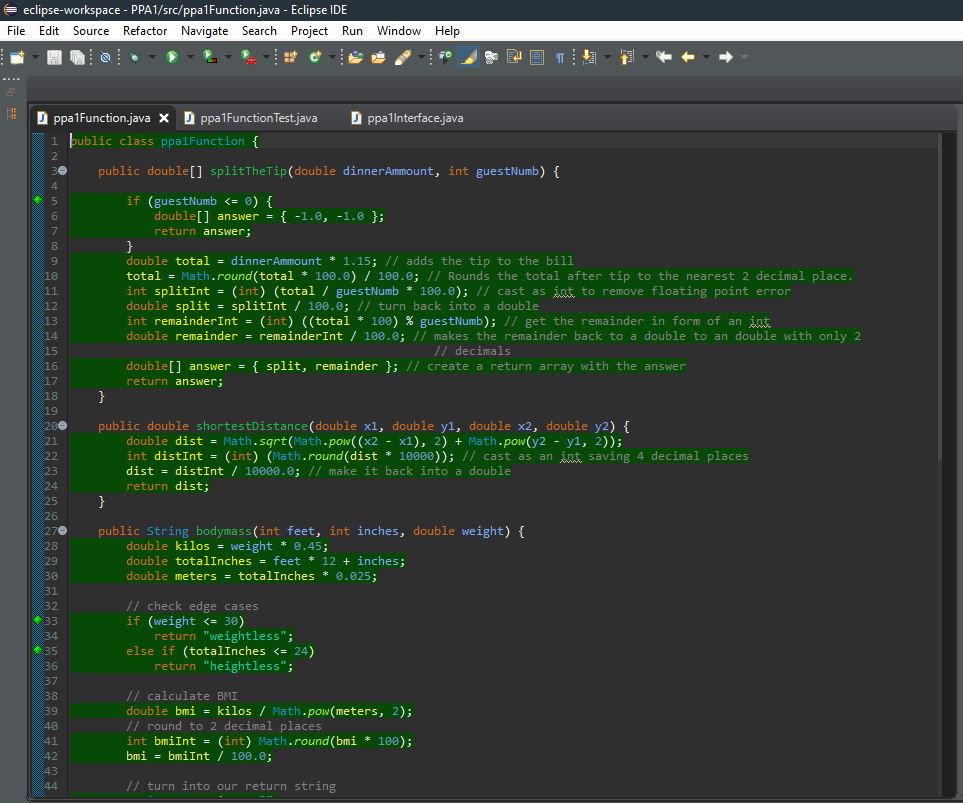 eclipse-workspace - PPA1/src/ppa1Function.java - Eclipse IDE
File Edit Source Refactor Navigate Search Project Run Window Help
ppa1Function.java ppa1FunctionTest.java ppa1Interface.java
1 public class ppa1Function {
2
3 public double[] splitTheTip(double dinnerAmmount, int guestNumb) {
4
5 if (guestNumb <= 0) {
6 double[] answer = { -1.0, -1.0 };
7 return answer;
8 }
9 double total = dinnerAmmount * 1.15; // adds the tip to the bill
10 total = Math.round(total * 100.0) / 100.0; // Rounds the total after tip to the nearest 2 decimal place.
11 int splitInt = (int) (total / guestNumb * 100.0); // cast as int to remove floating point error
12 double split = splitInt / 100.0; // turn back into a double
13 int remainderInt = (int) ((total * 100) % guestNumb); // get the remainder in form of an int
14 double remainder = remainderInt / 100.0; // makes the remainder back to a double to an double with only 2
15 // decimals
16 double[] answer = { split, remainder }; // create a return array with the answer
17 return answer;
18 }
19
20 public double shortestDistance(double x1, double y1, double x2, double y2) {
21 double dist = Math.sqrt(Math.pow((x2 - x1), 2) + Math.pow(y2 - y1, 2));
22 int distInt = (int) (Math.round(dist * 10000)); // cast as an int saving 4 decimal places
23 dist = distInt / 10000.0; // make it back into a double
24 return dist;
25 }
26
27 public String bodymass(int feet, int inches, double weight) {
28 double kilos = weight * 0.45;
29 double totalInches = feet * 12 + inches;
30 double meters = totalInches * 0.025;
31
32 // check edge cases
33 if (weight <= 30)
34 return "weightless";
35 else if (totalInches <= 24)
36 return "heightless";
37
38 // calculate BMI
39 double bmi = kilos / Math.pow(meters, 2);
40 // round to 2 decimal places
41 int bmiInt = (int) Math.round(bmi * 100);
42 bmi = bmiInt / 100.0;
43
44 // turn into our return string